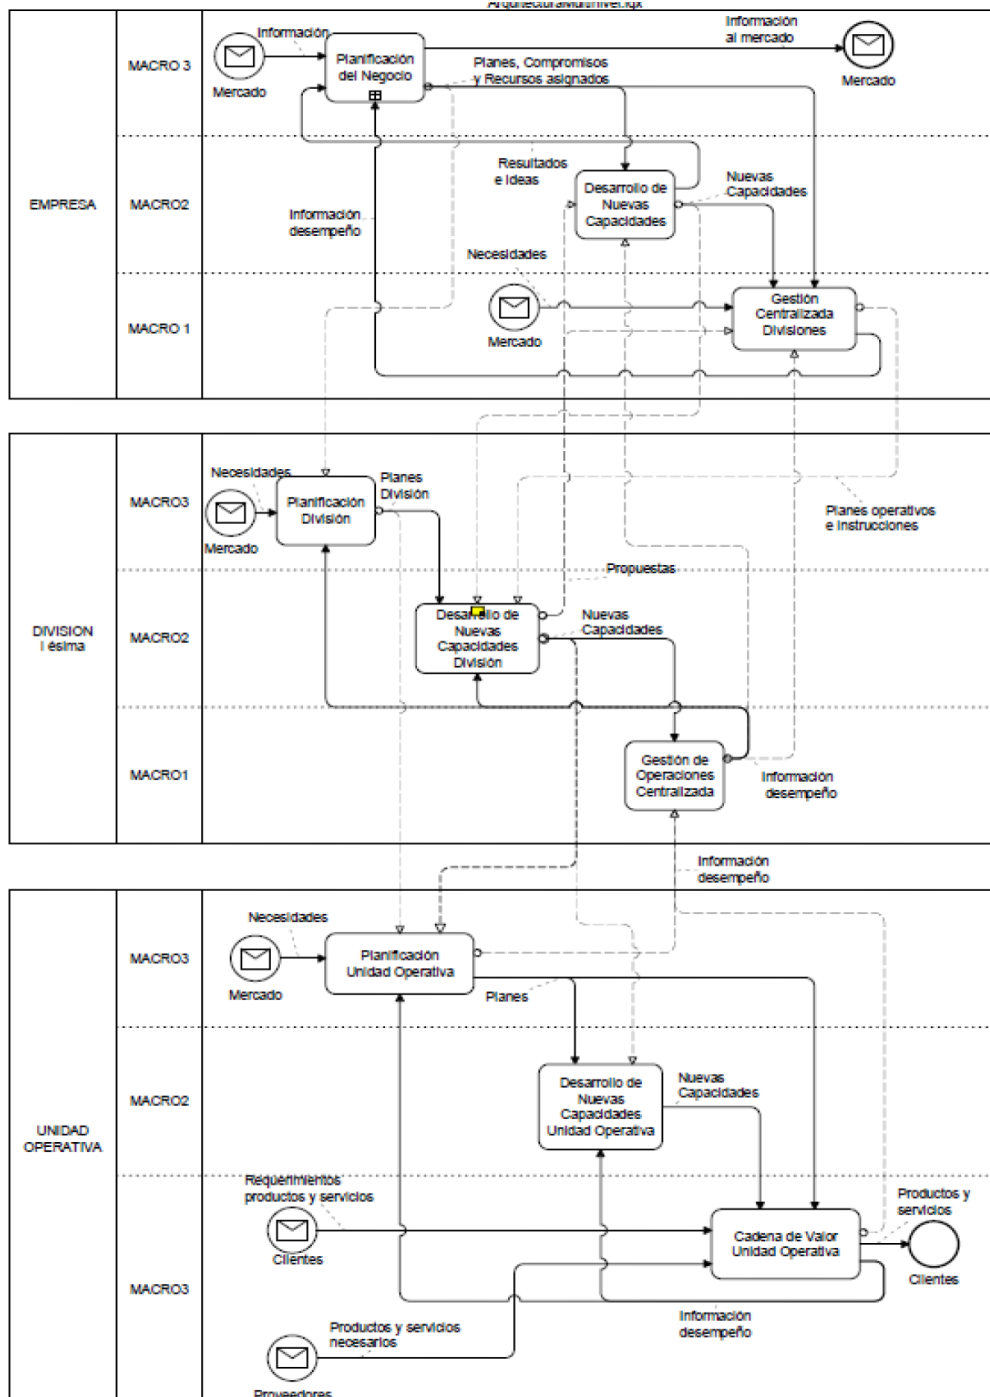 ArquitecturaMultinivel.iqx
Información
Información
al mercado
MACRO 3
Planificación
del Negocio
Planes, Compromisos
y Recursos asignados
Mercado
Mercado
Resultados
e Ideas
Desarrollo de
Nuevas
Capacidades
Nuevas
Capacidades
EMPRESA
MACRO2
Información
desempeño
Necesidades
Gestión
Centralizada
Divisiones
MACRO 1
Mercado
Necesidades
Planes
División
MACRO3
Planificación
División
Planes operativos
e Instrucciones
Mercado
Propuestas
DIVISION
I ésima
MACRO2
Desarrollo de
Nuevas
Capacidades
División
Nuevas
Capacidades
MACRO1
Gestión de
Operaciones
Centralizada
Información
desempeño
Información
desempeño
Necesidades
MACRO3
Planificación
Unidad Operativa
Mercado
Planes
MACRO2
Desarrollo de
Nuevas
Capacidades
Unidad Operativa
Nuevas
Capacidades
UNIDAD
OPERATIVA
Requerimientos
productos y servicios
Productos y
servicios
Cadena de Valor
Unidad Operativa
Clientes
Clientes
MACRO3
Información
desempeño
Productos y servicios
necesarios
Proveedores